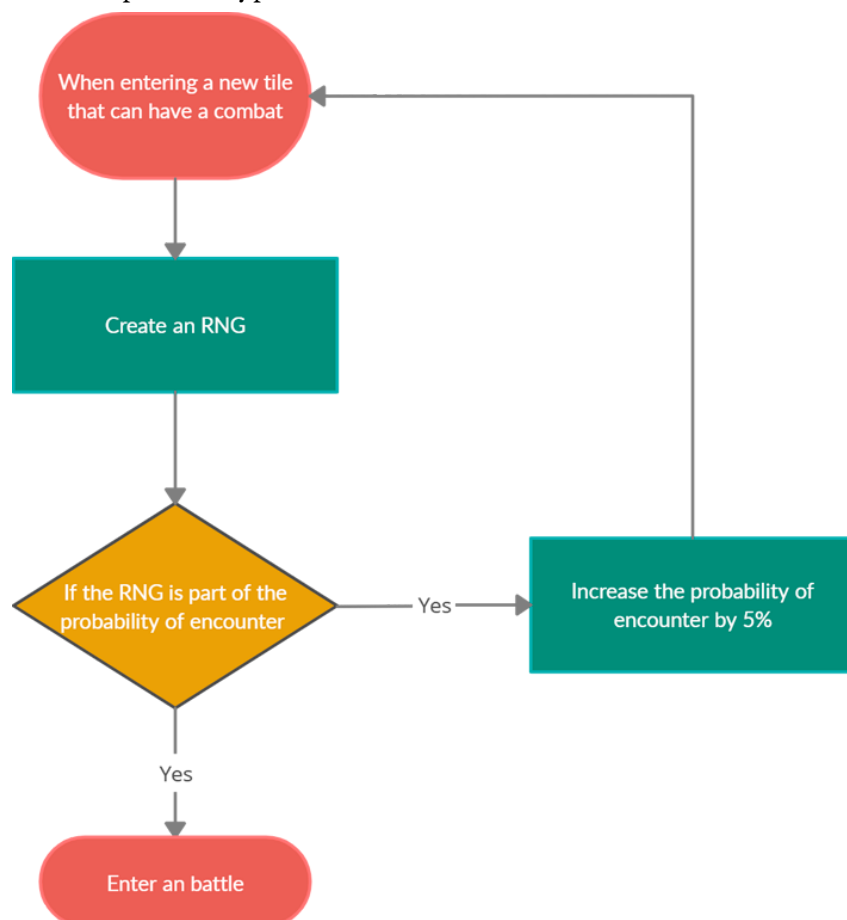 When entering a new tile
that can have a combat
Create an RNG
If the RNG is part of the
probability of encounter
Yes
Increase the probability of
encounter by 5%
Yes
Enter an battle